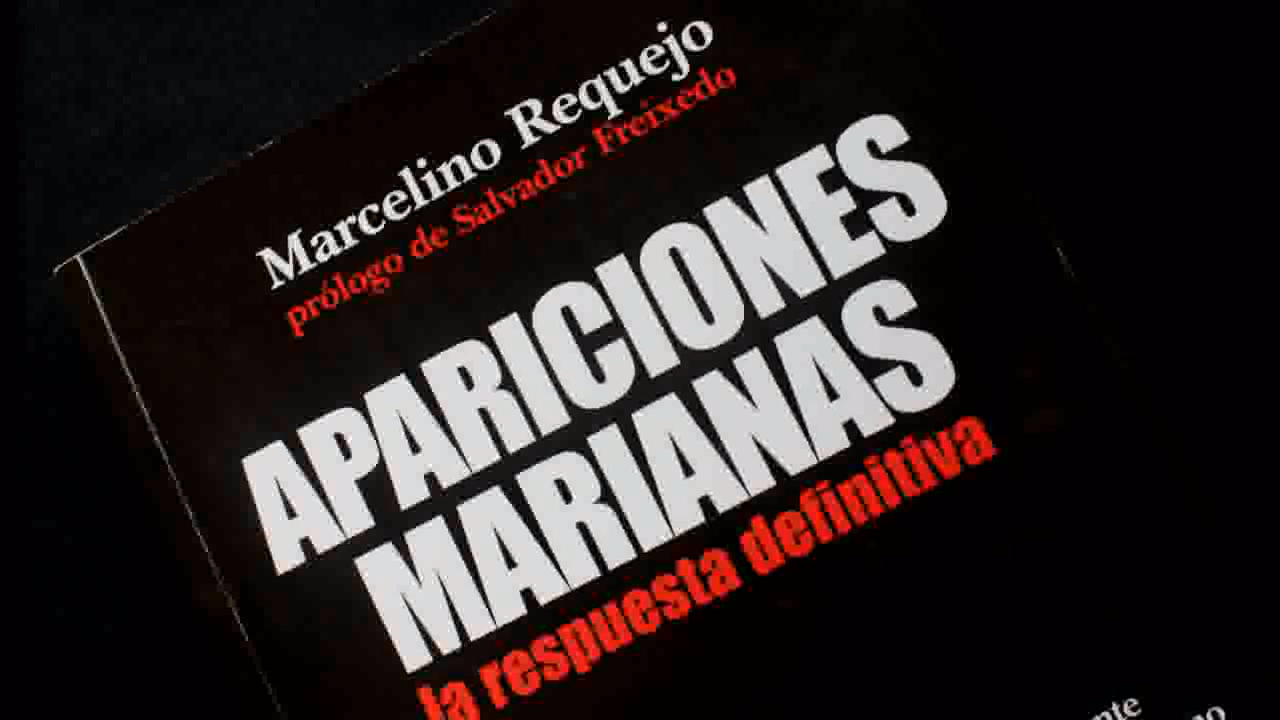 Marcelino Requejo
prólogo de Salvador Freixedo
APARICIONES
MARIANAS
la respuesta definitiva